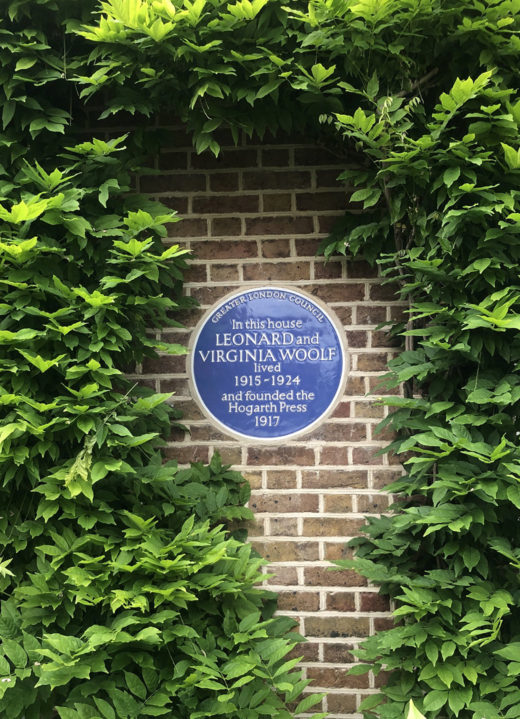 GREATER LONDON COUNCIL
In this house
LEONARD and
VIRGINIA WOOLF
lived
1915-1924
and founded the
Hogarth Press
1917